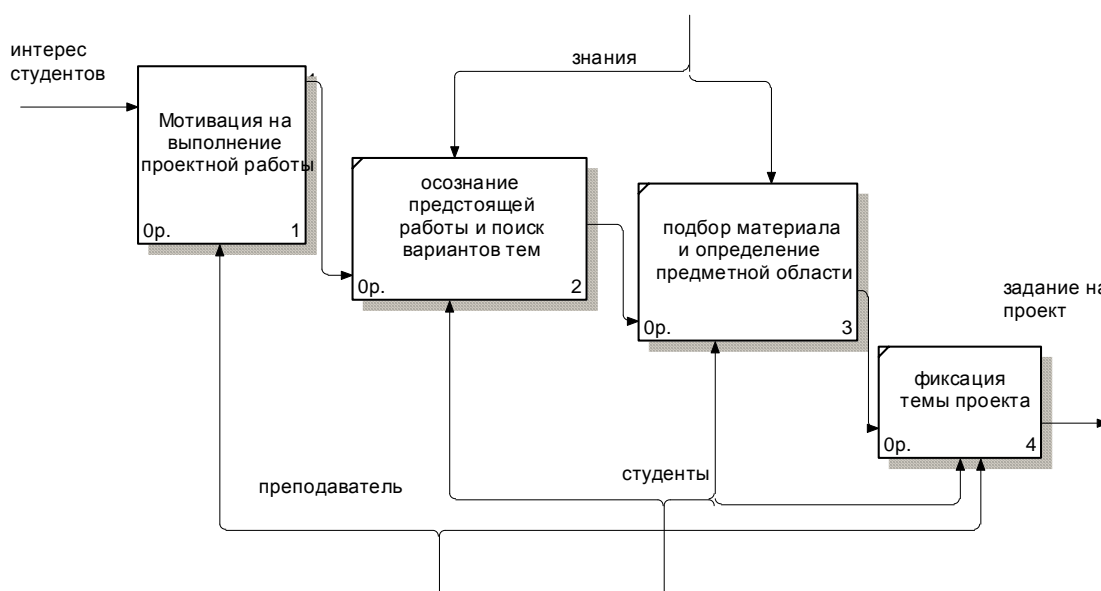 интерес
студентов
знания
Мотивация на
выполнение
проектной работы
0р. 1
осознание
предстоящей
работы и поиск
вариантов тем
0р. 2
подбор материала
и определение
предметной области
0р. 3
задание на
проект
фиксация
темы проекта
0р. 4
преподаватель
студенты